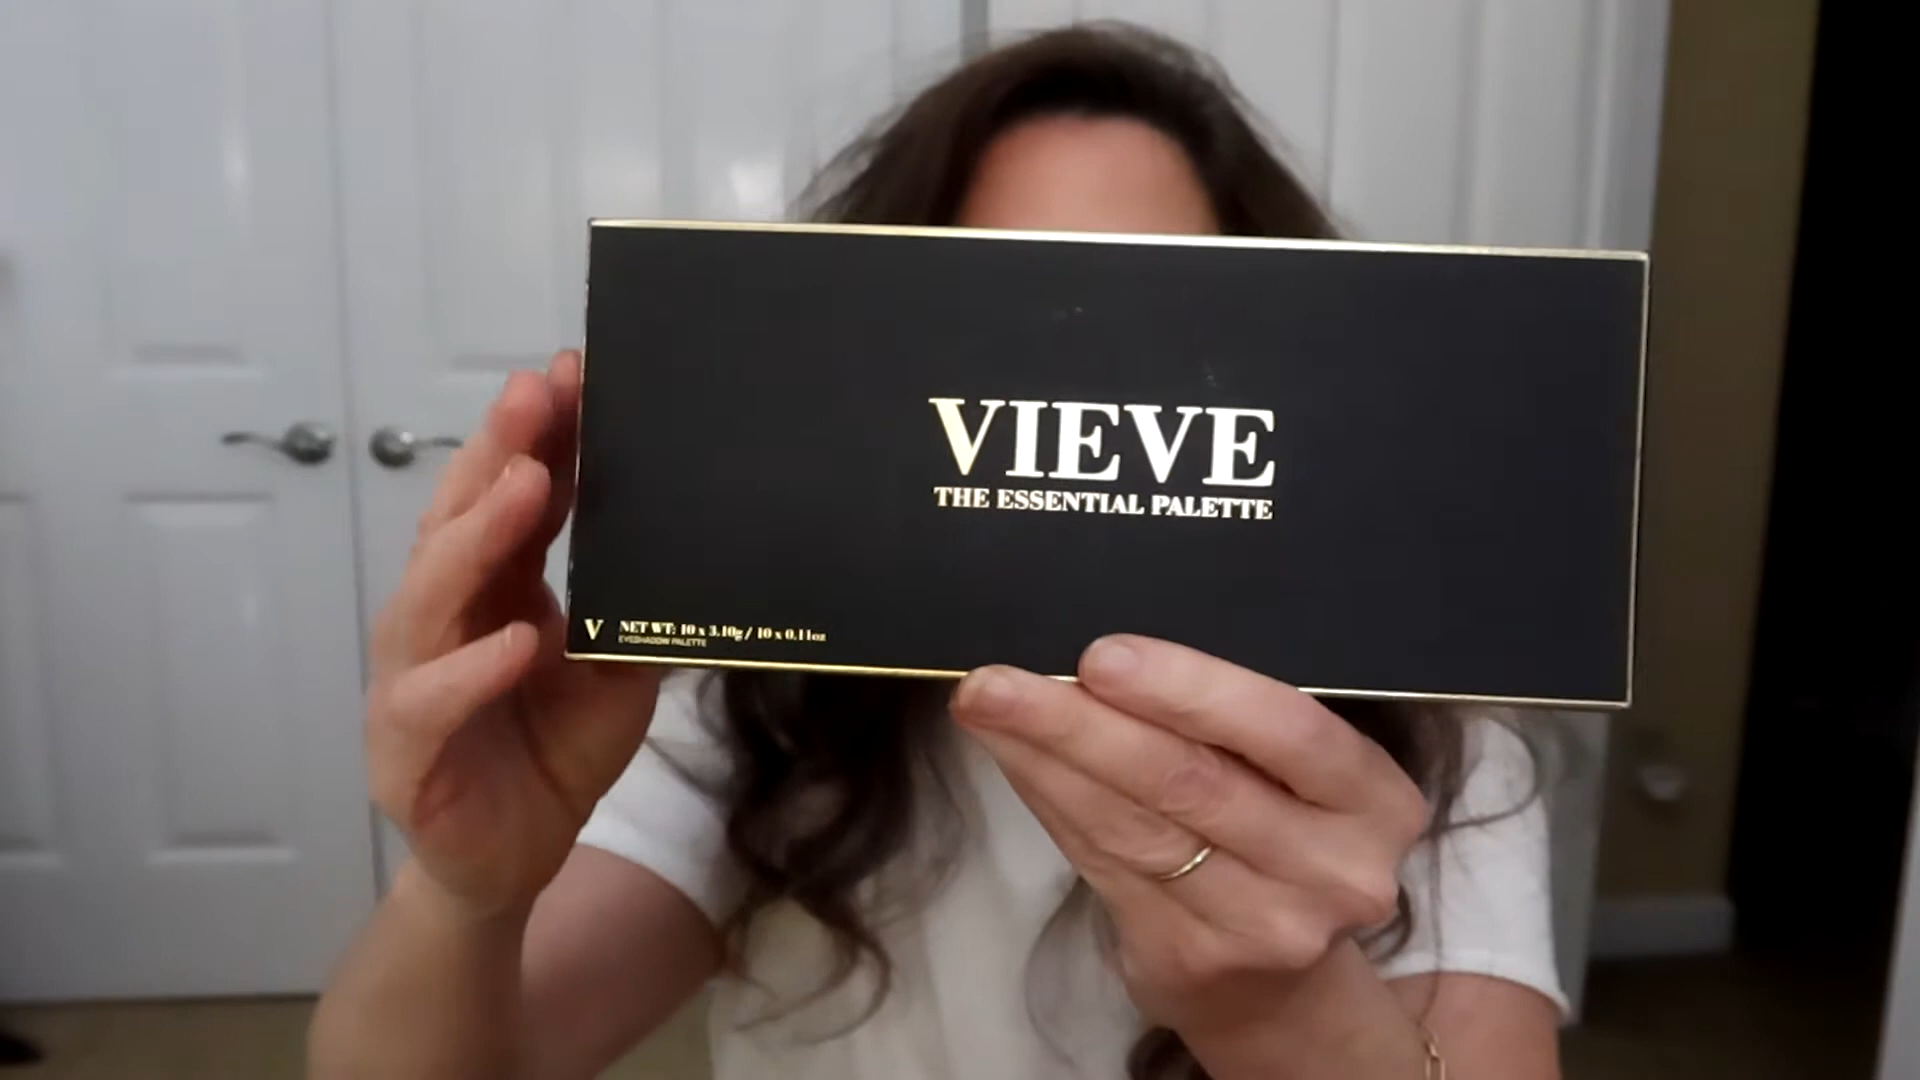 VIEVE
THE ESSENTIAL PALETTE
V
NET WT: 10 x 3.10g / 10 x 0.11oz
EYESHADOW PALETTE